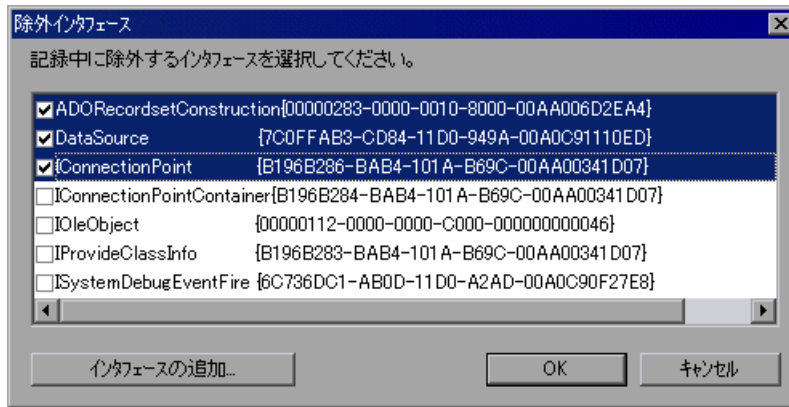 除外インタフェース
記録中に除外するインタフェースを選択してください。
ADORecordsetConstruction{00000283-0000-0010-8000-00AA006D2EA4}
DataSource {7C0FFAB3-CD84-11D0-949A-00A0C91110ED}
IConnectionPoint {B196B286-BAB4-101A-B69C-00AA00341D07}
IConnectionPointContainer{B196B284-BAB4-101A-B69C-00AA00341D07}
IOleObject {00000112-0000-0000-C000-000000000046}
IProvideClassInfo {B196B283-BAB4-101A-B69C-00AA00341D07}
ISystemDebugEventFire {6C736DC1-AB0D-11D0-A2AD-00A0C90F27E8}
インタフェースの追加... OK キャンセル